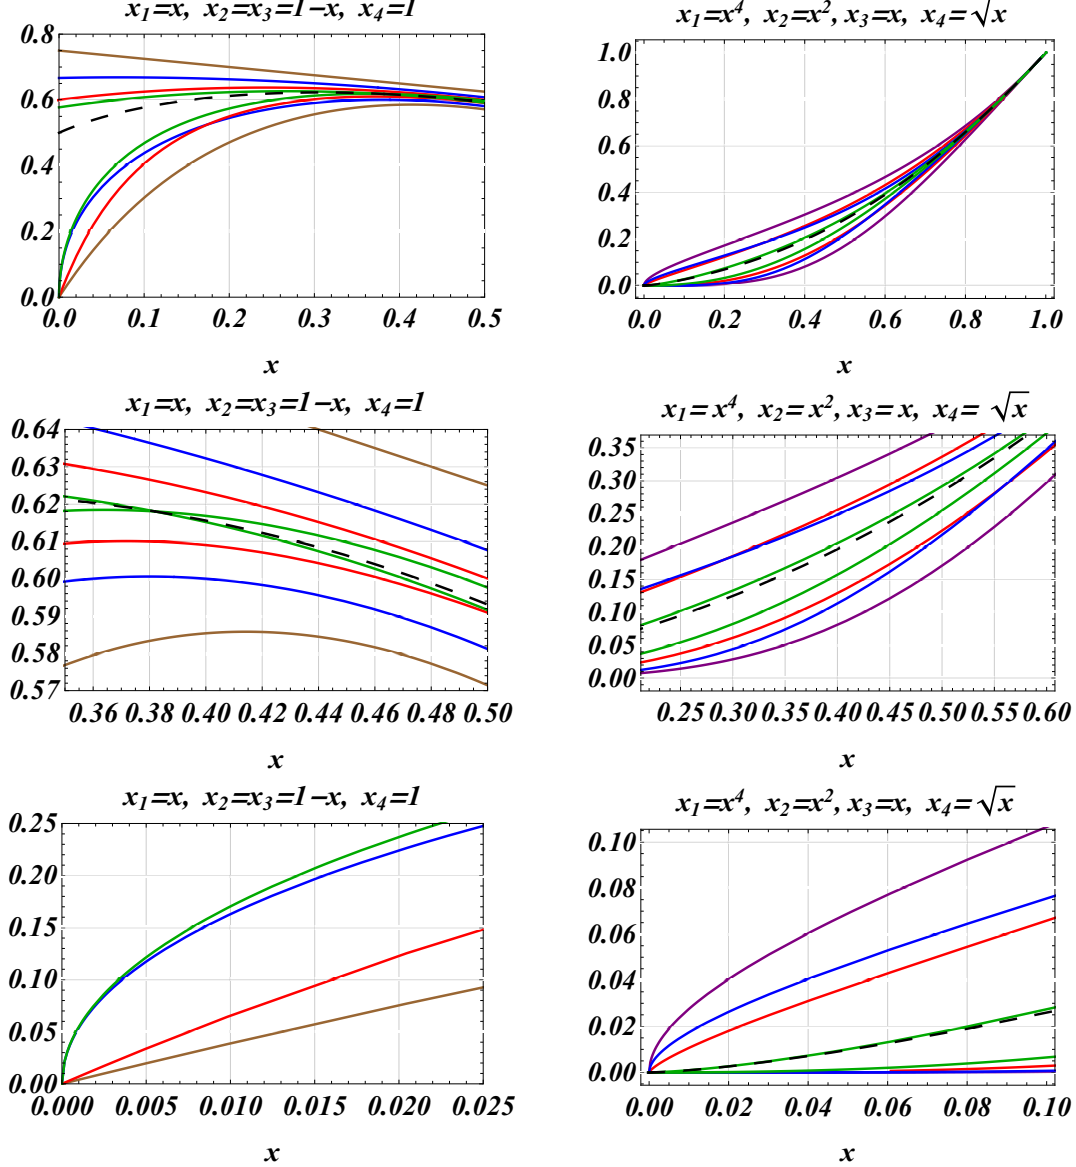 x₁=x, x₂=x₃=1−x, x₄=1
0.8
0.6
0.4
0.2
0.0
0.0 0.1 0.2 0.3 0.4 0.5
x
x₁=x⁴, x₂=x², x₃=x, x₄=√x
1.0
0.8
0.6
0.4
0.2
0.0
0.0 0.2 0.4 0.6 0.8 1.0
x
x₁=x, x₂=x₃=1−x, x₄=1
0.64
0.63
0.62
0.61
0.60
0.59
0.58
0.57
0.36 0.38 0.40 0.42 0.44 0.46 0.48 0.50
x
x₁=x⁴, x₂=x², x₃=x, x₄=√x
0.35
0.30
0.25
0.20
0.15
0.10
0.05
0.00
0.25 0.30 0.35 0.40 0.45 0.50 0.55 0.60
x
x₁=x, x₂=x₃=1−x, x₄=1
0.25
0.20
0.15
0.10
0.05
0.00
0.000 0.005 0.010 0.015 0.020 0.025
x
x₁=x⁴, x₂=x², x₃=x, x₄=√x
0.10
0.08
0.06
0.04
0.02
0.00
0.00 0.02 0.04 0.06 0.08 0.10
x